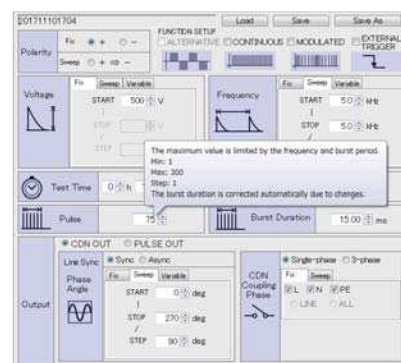 201711101704
Load Save Save As
Polarity
Fix + -
Sweep + ⇒ -
FUNCTION SETUP
ALTERNATIVE CONTINUOUS MODULATED EXTERNAL TRIGGER
Voltage
Fix Sweep Variable
START 500 V
STOP V
STEP
Frequency
Fix Sweep Variable
START 5.0 kHz
STOP 5.0 kHz
The maximum value is limited by the frequency and burst period.
Min: 1
Max: 300
Step: 1
The burst duration is corrected automatically due to changes.
Test Time 0 h
Pulse 75
Burst Duration 15.00 ms
Output
CDN OUT PULSE OUT
Line Sync Sync Async
Phase Angle
Fix Sweep Variable
START 0 deg
STOP 270 deg
/
STEP 90 deg
CDN Coupling Phase
Single-phase 3-phase
Fix Sweep
L N PE
LINE ALL